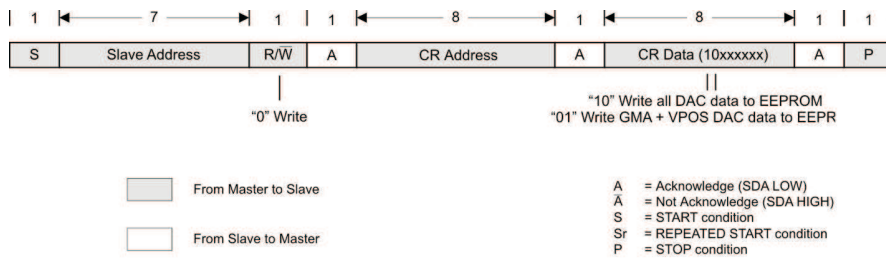 1 7 1 1 8 1 8 1 1
S Slave Address R/W̅ A CR Address A CR Data (10xxxxxx) A P
"0" Write
"10" Write all DAC data to EEPROM
"01" Write GMA + VPOS DAC data to EEPR
From Master to Slave
From Slave to Master
A = Acknowledge (SDA LOW)
A̅ = Not Acknowledge (SDA HIGH)
S = START condition
Sr = REPEATED START condition
P = STOP condition